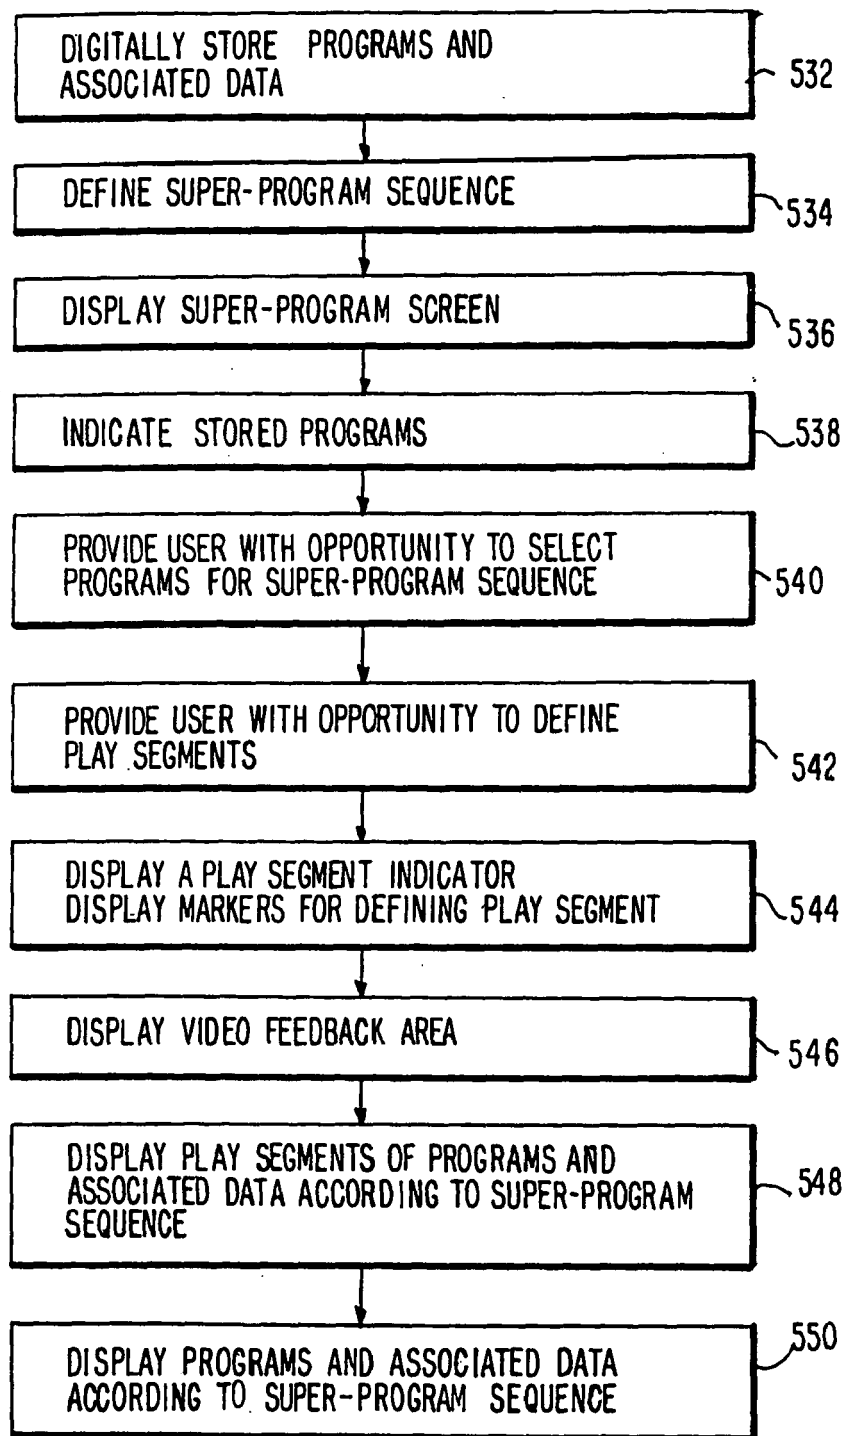 DIGITALLY STORE PROGRAMS AND
ASSOCIATED DATA
532
DEFINE SUPER-PROGRAM SEQUENCE
534
DISPLAY SUPER-PROGRAM SCREEN
536
INDICATE STORED PROGRAMS
538
PROVIDE USER WITH OPPORTUNITY TO SELECT
PROGRAMS FOR SUPER-PROGRAM SEQUENCE
540
PROVIDE USER WITH OPPORTUNITY TO DEFINE
PLAY SEGMENTS
542
DISPLAY A PLAY SEGMENT INDICATOR
DISPLAY MARKERS FOR DEFINING PLAY SEGMENT
544
DISPLAY VIDEO FEEDBACK AREA
546
DISPLAY PLAY SEGMENTS OF PROGRAMS AND
ASSOCIATED DATA ACCORDING TO SUPER-PROGRAM
SEQUENCE
548
550
DISPLAY PROGRAMS AND ASSOCIATED DATA
ACCORDING TO SUPER-PROGRAM SEQUENCE